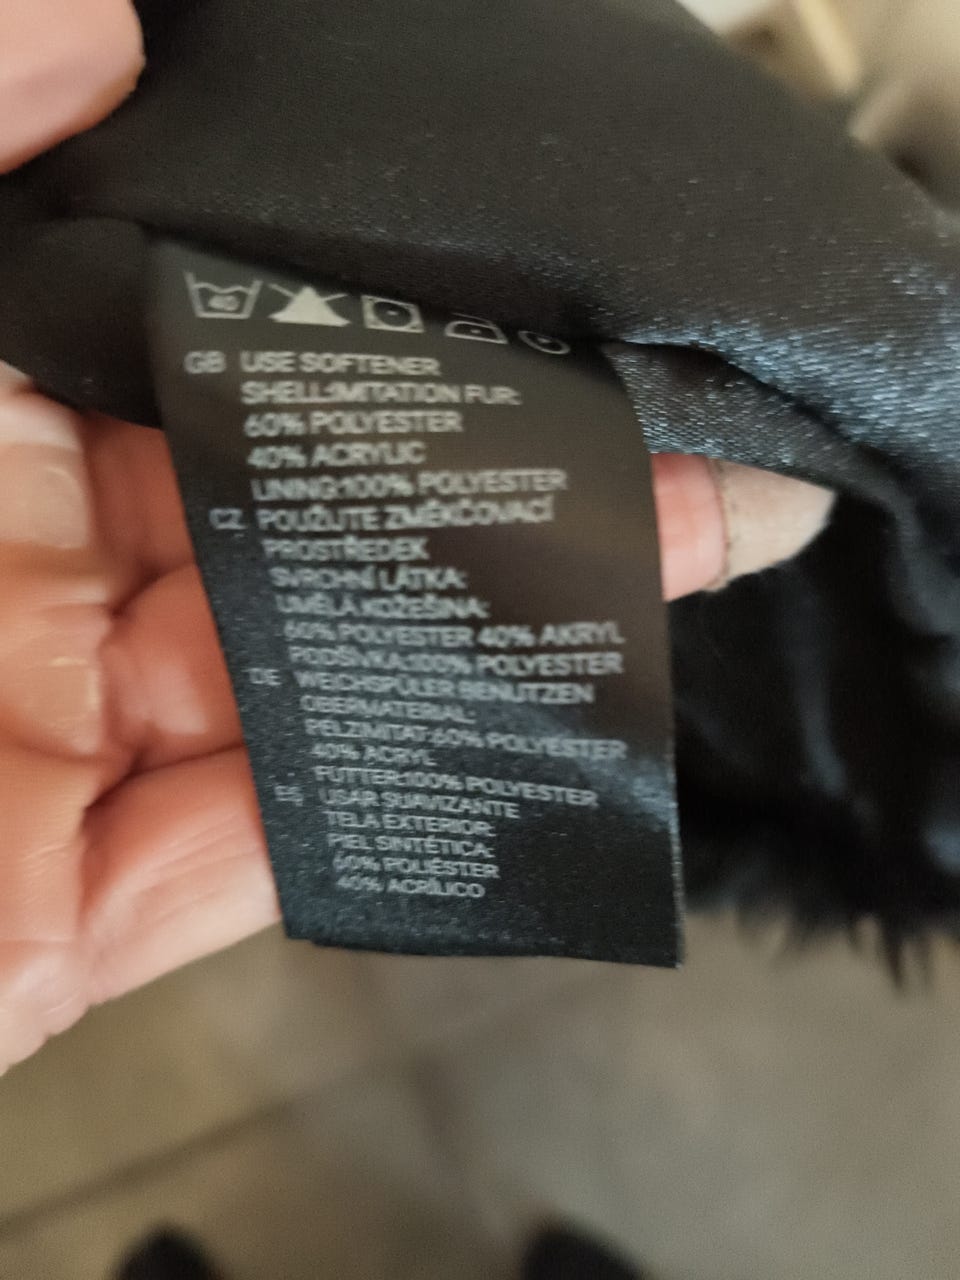 40
GB USE SOFTENER
SHELL:IMITATION FUR:
60% POLYESTER
40% ACRYLIC
LINING:100% POLYESTER
CZ POUŽIJTE ZMĚKČOVACÍ
PROSTŘEDEK
SVRCHNÍ LÁTKA:
UMĚLÁ KOŽEŠINA:
60% POLYESTER 40% AKRYL
PODŠÍVKA:100% POLYESTER
DE WEICHSPÜLER BENUTZEN
OBERMATERIAL:
PELZIMITAT:60% POLYESTER
40% ACRYL
FUTTER:100% POLYESTER
ES USAR SUAVIZANTE
TELA EXTERIOR:
PIEL SINTÉTICA:
60% POLIÉSTER
40% ACRÍLICO